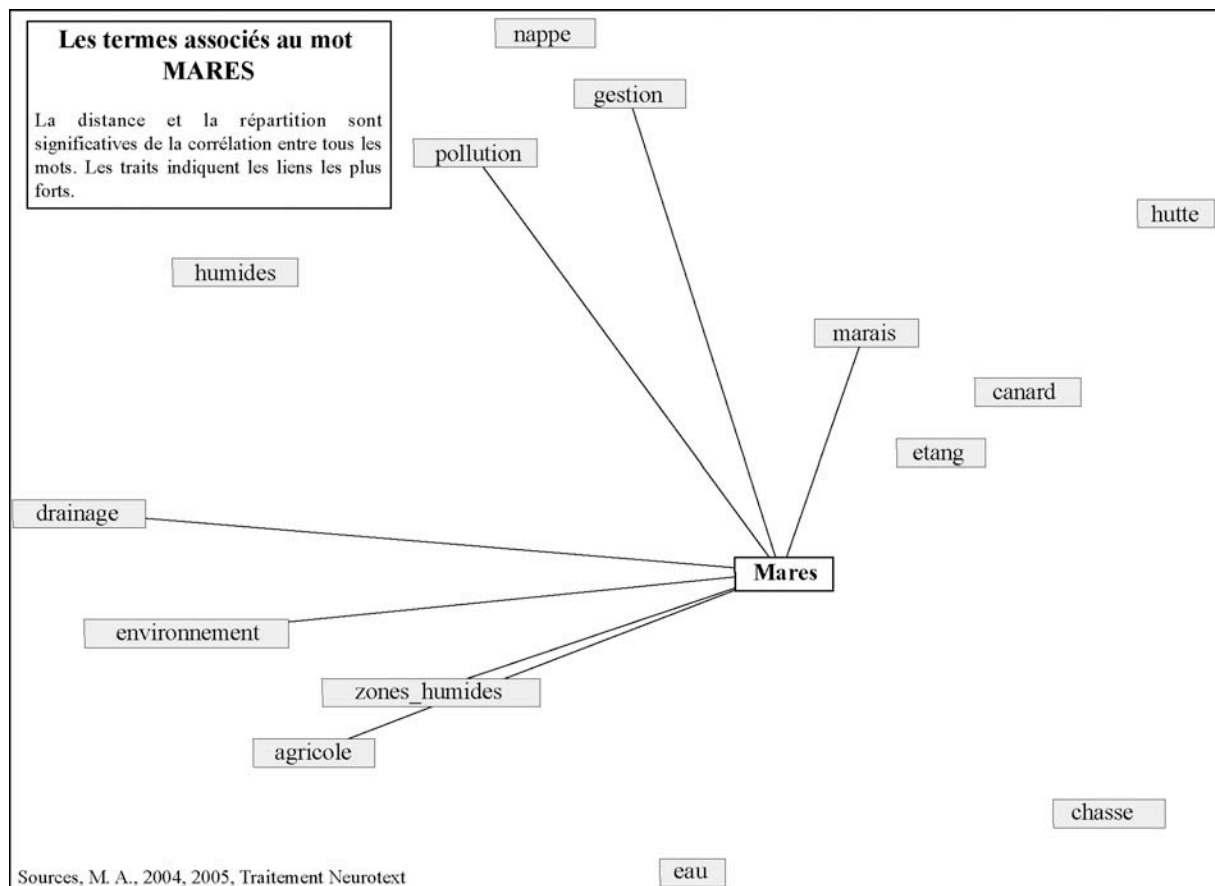 Les termes associés au mot
MARES
La distance et la répartition sont
significatives de la corrélation entre tous les
mots. Les traits indiquent les liens les plus
forts.
nappe
gestion
pollution
hutte
humides
marais
canard
etang
drainage
Mares
environnement
zones_humides
agricole
chasse
eau
Sources, M. A., 2004, 2005, Traitement Neurotext